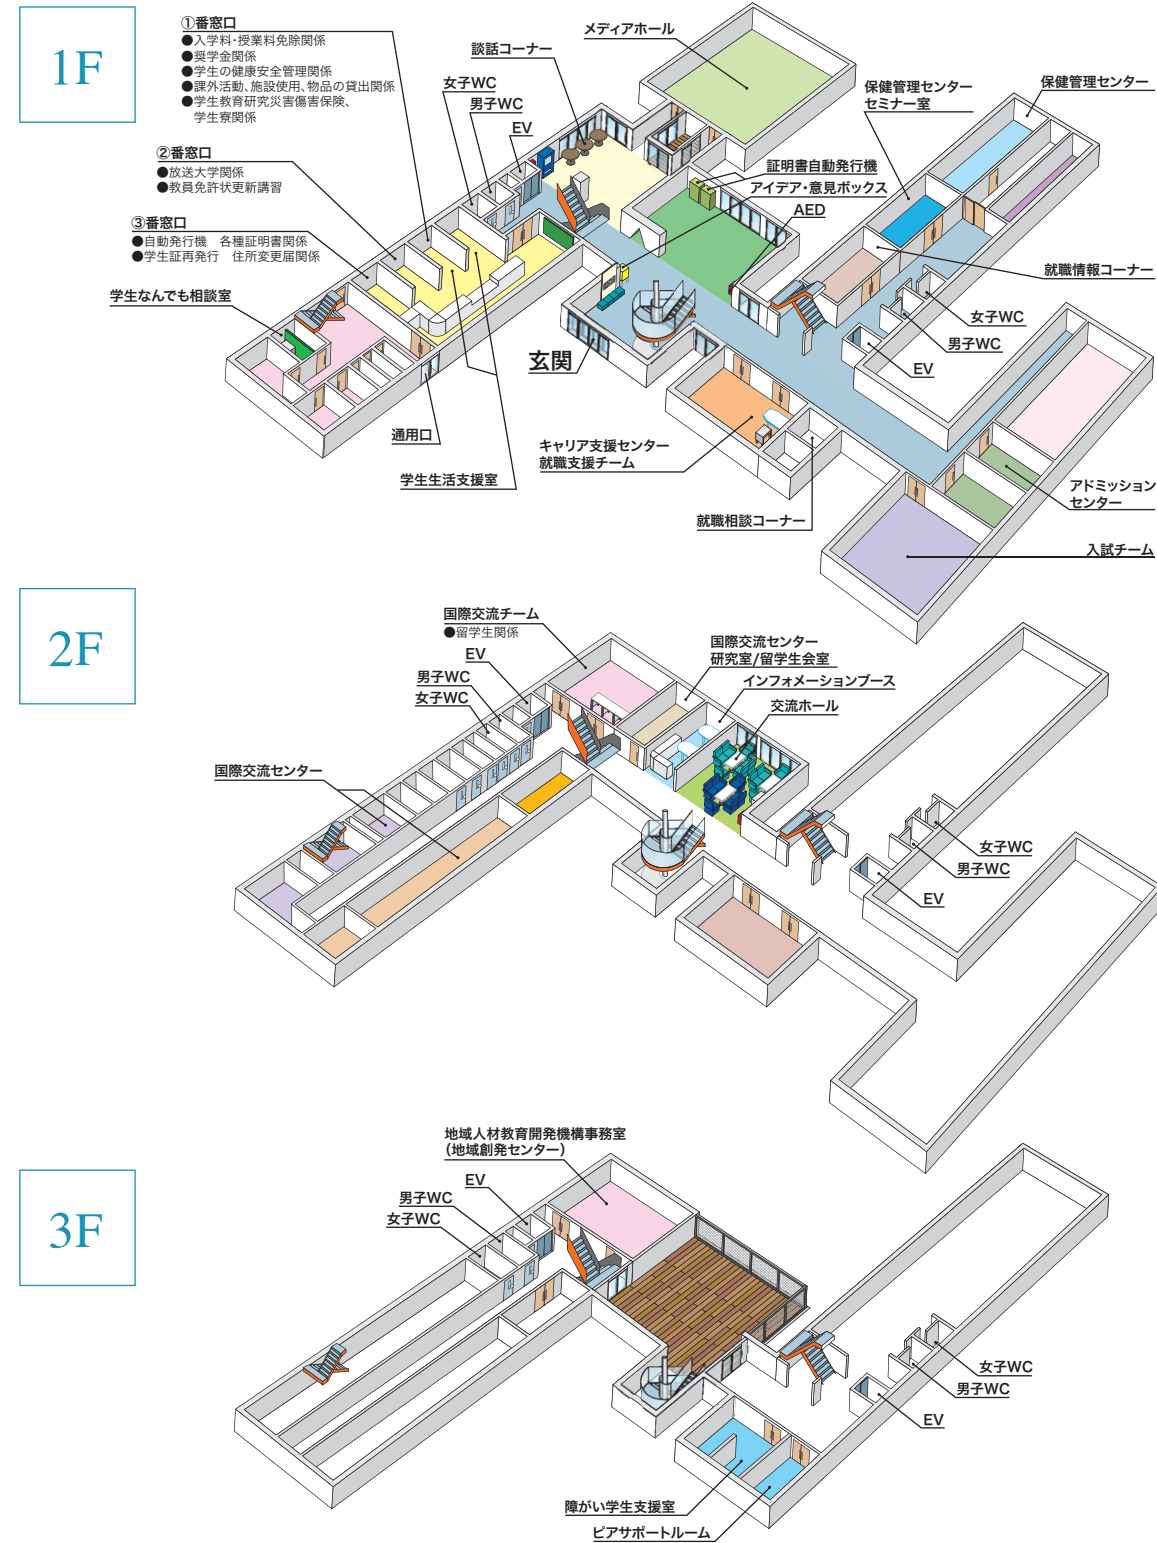 1F
①番窓口
●入学料・授業料免除関係
●奨学金関係
●学生の健康安全管理関係
●課外活動、施設使用、物品の貸出関係
●学生教育研究災害傷害保険、
学生寮関係
②番窓口
●放送大学関係
●教員免許状更新講習
③番窓口
●自動発行機　各種証明書関係
●学生証再発行　住所変更届関係
学生なんでも相談室
談話コーナー
女子WC
男子WC
EV
メディアホール
保健管理センター
セミナー室
保健管理センター
証明書自動発行機
アイデア・意見ボックス
AED
就職情報コーナー
女子WC
男子WC
EV
玄関
通用口
学生生活支援室
キャリア支援センター
就職支援チーム
就職相談コーナー
アドミッション
センター
入試チーム
2F
国際交流チーム
●留学生関係
EV
男子WC
女子WC
国際交流センター
国際交流センター
研究室/留学生会室
インフォメーションブース
交流ホール
女子WC
男子WC
EV
3F
地域人材教育開発機構事務室
（地域創発センター）
EV
男子WC
女子WC
女子WC
男子WC
EV
障がい学生支援室
ピアサポートルーム